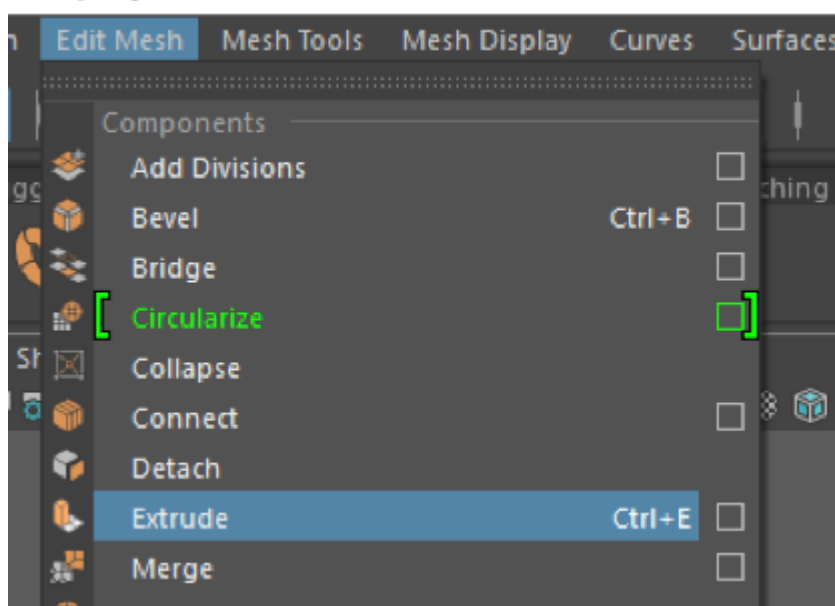 Edit Mesh Mesh Tools Mesh Display Curves Surfaces
Components
Add Divisions
Bevel Ctrl+B
Bridge
Circularize
Collapse
Connect
Detach
Extrude Ctrl+E
Merge